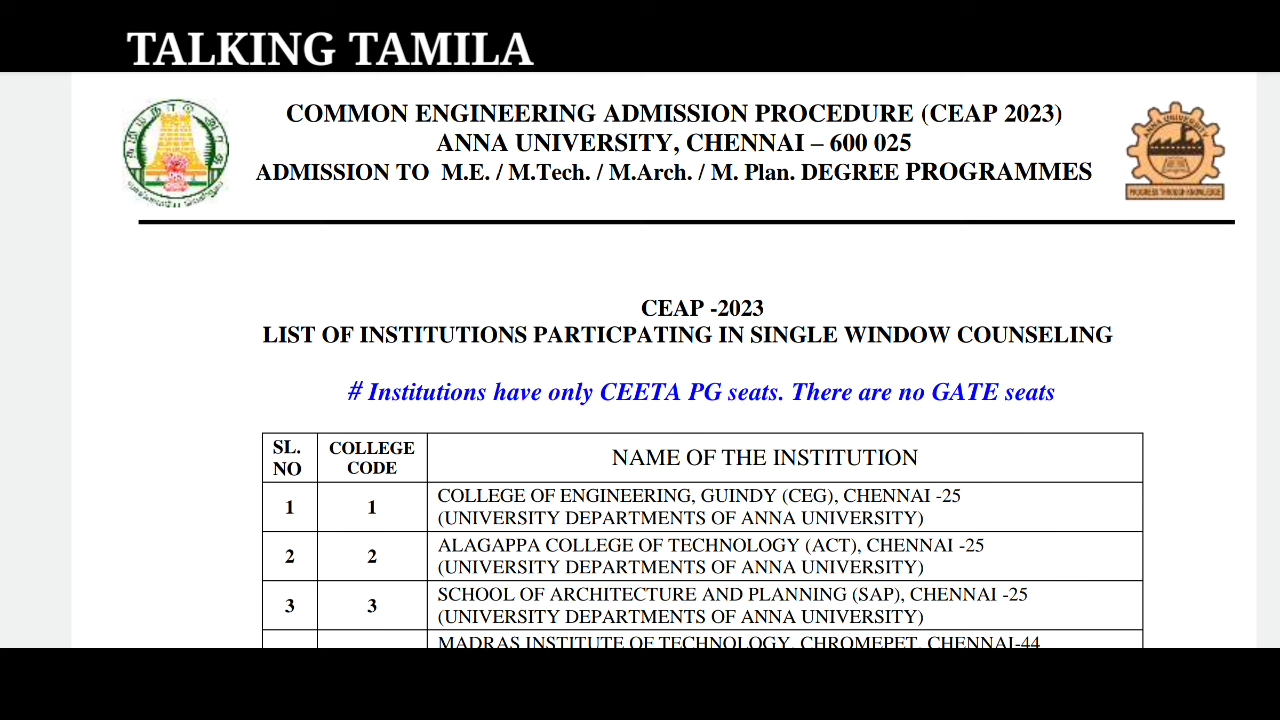 TALKING TAMILA
COMMON ENGINEERING ADMISSION PROCEDURE (CEAP 2023)
ANNA UNIVERSITY, CHENNAI – 600 025
ADMISSION TO M.E. / M.Tech. / M.Arch. / M. Plan. DEGREE PROGRAMMES
ANNA UNIVERSITY
PROGRESS THROUGH KNOWLEDGE
CEAP -2023
LIST OF INSTITUTIONS PARTICPATING IN SINGLE WINDOW COUNSELING
# Institutions have only CEETA PG seats. There are no GATE seats
SL. NO
COLLEGE CODE
NAME OF THE INSTITUTION
1 1 COLLEGE OF ENGINEERING, GUINDY (CEG), CHENNAI -25
(UNIVERSITY DEPARTMENTS OF ANNA UNIVERSITY)
2 2 ALAGAPPA COLLEGE OF TECHNOLOGY (ACT), CHENNAI -25
(UNIVERSITY DEPARTMENTS OF ANNA UNIVERSITY)
3 3 SCHOOL OF ARCHITECTURE AND PLANNING (SAP), CHENNAI -25
(UNIVERSITY DEPARTMENTS OF ANNA UNIVERSITY)
MADRAS INSTITUTE OF TECHNOLOGY, CHROMEPET, CHENNAI-44